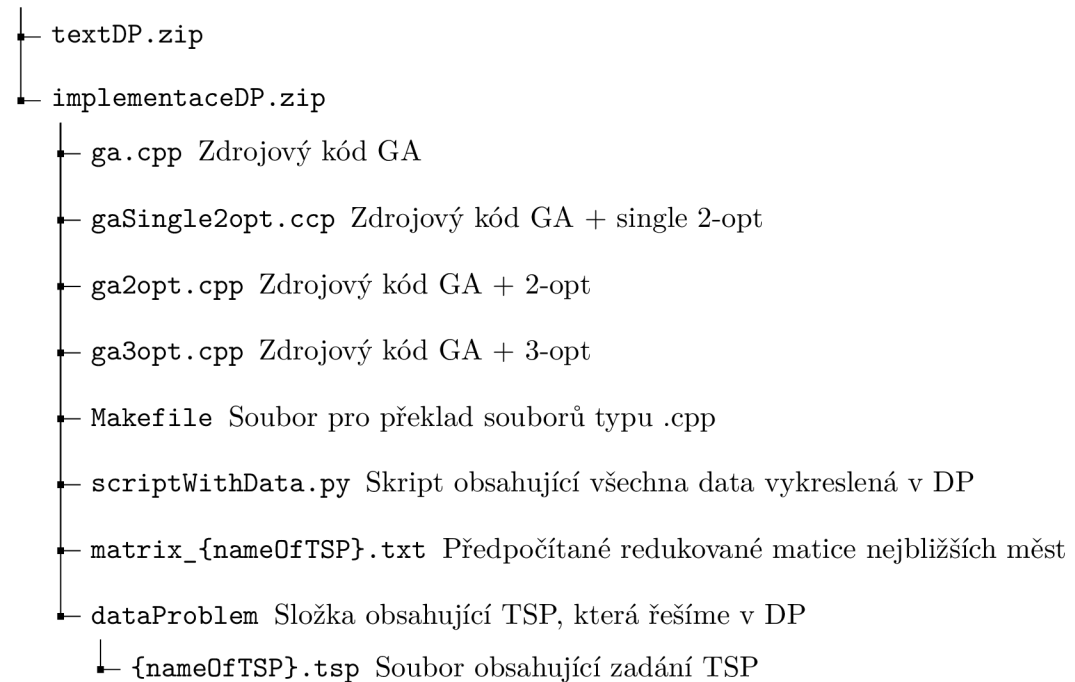 textDP.zip
implementaceDP.zip
ga.cpp Zdrojový kód GA
gaSingle2opt.ccp Zdrojový kód GA + single 2-opt
ga2opt.cpp Zdrojový kód GA + 2-opt
ga3opt.cpp Zdrojový kód GA + 3-opt
Makefile Soubor pro překlad souborů typu .cpp
scriptWithData.py Skript obsahující všechna data vykreslená v DP
matrix_{nameOfTSP}.txt Předpočítané redukované matice nejbližších měst
dataProblem Složka obsahující TSP, která řešíme v DP
{nameOfTSP}.tsp Soubor obsahující zadání TSP